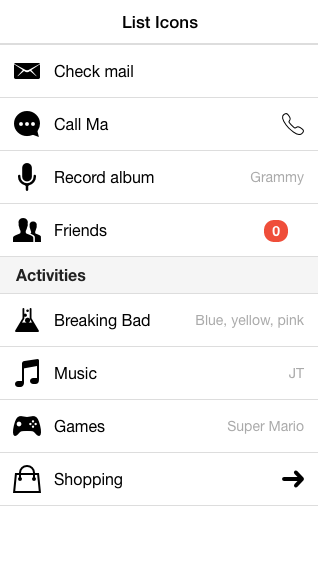 List Icons
Check mail
Call Ma
Record album Grammy
Friends 0
Activities
Breaking Bad Blue, yellow, pink
Music JT
Games Super Mario
Shopping